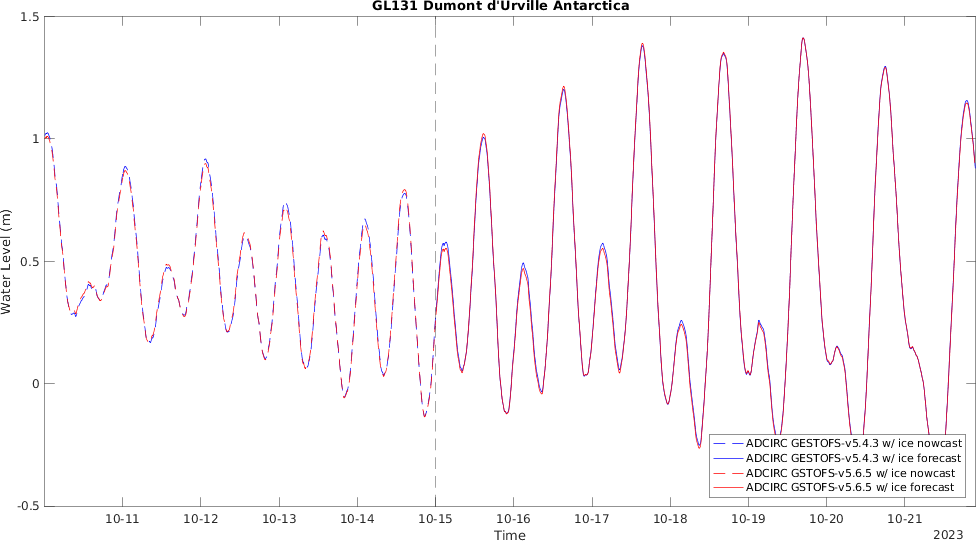 GL131 Dumont d'Urville Antarctica
1.5
1
0.5
0
-0.5
Water Level (m)
ADCIRC GESTOFS-v5.4.3 w/ ice nowcast
ADCIRC GESTOFS-v5.4.3 w/ ice forecast
ADCIRC GSTOFS-v5.6.5 w/ ice nowcast
ADCIRC GSTOFS-v5.6.5 w/ ice forecast
10-11 10-12 10-13 10-14 10-15 10-16 10-17 10-18 10-19 10-20 10-21
Time
2023